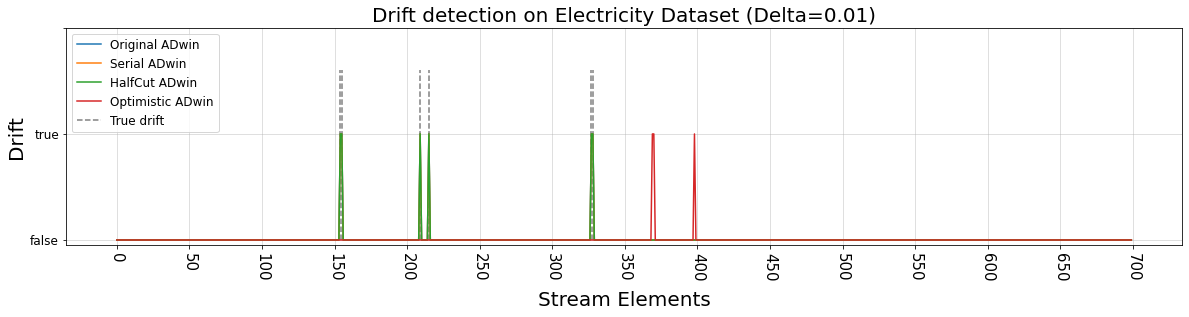 Drift detection on Electricity Dataset (Delta=0.01)
Original ADwin
Serial ADwin
HalfCut ADwin
Optimistic ADwin
True drift
Drift
true
false
0 50 100 150 200 250 300 350 400 450 500 550 600 650 700
Stream Elements